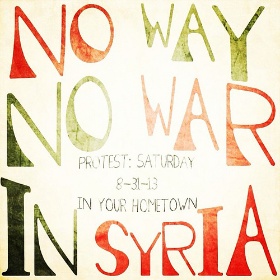 NO WAY
NO WAR
PROTEST: SATURDAY
8-31-13
IN YOUR HOMETOWN
IN SYRIA